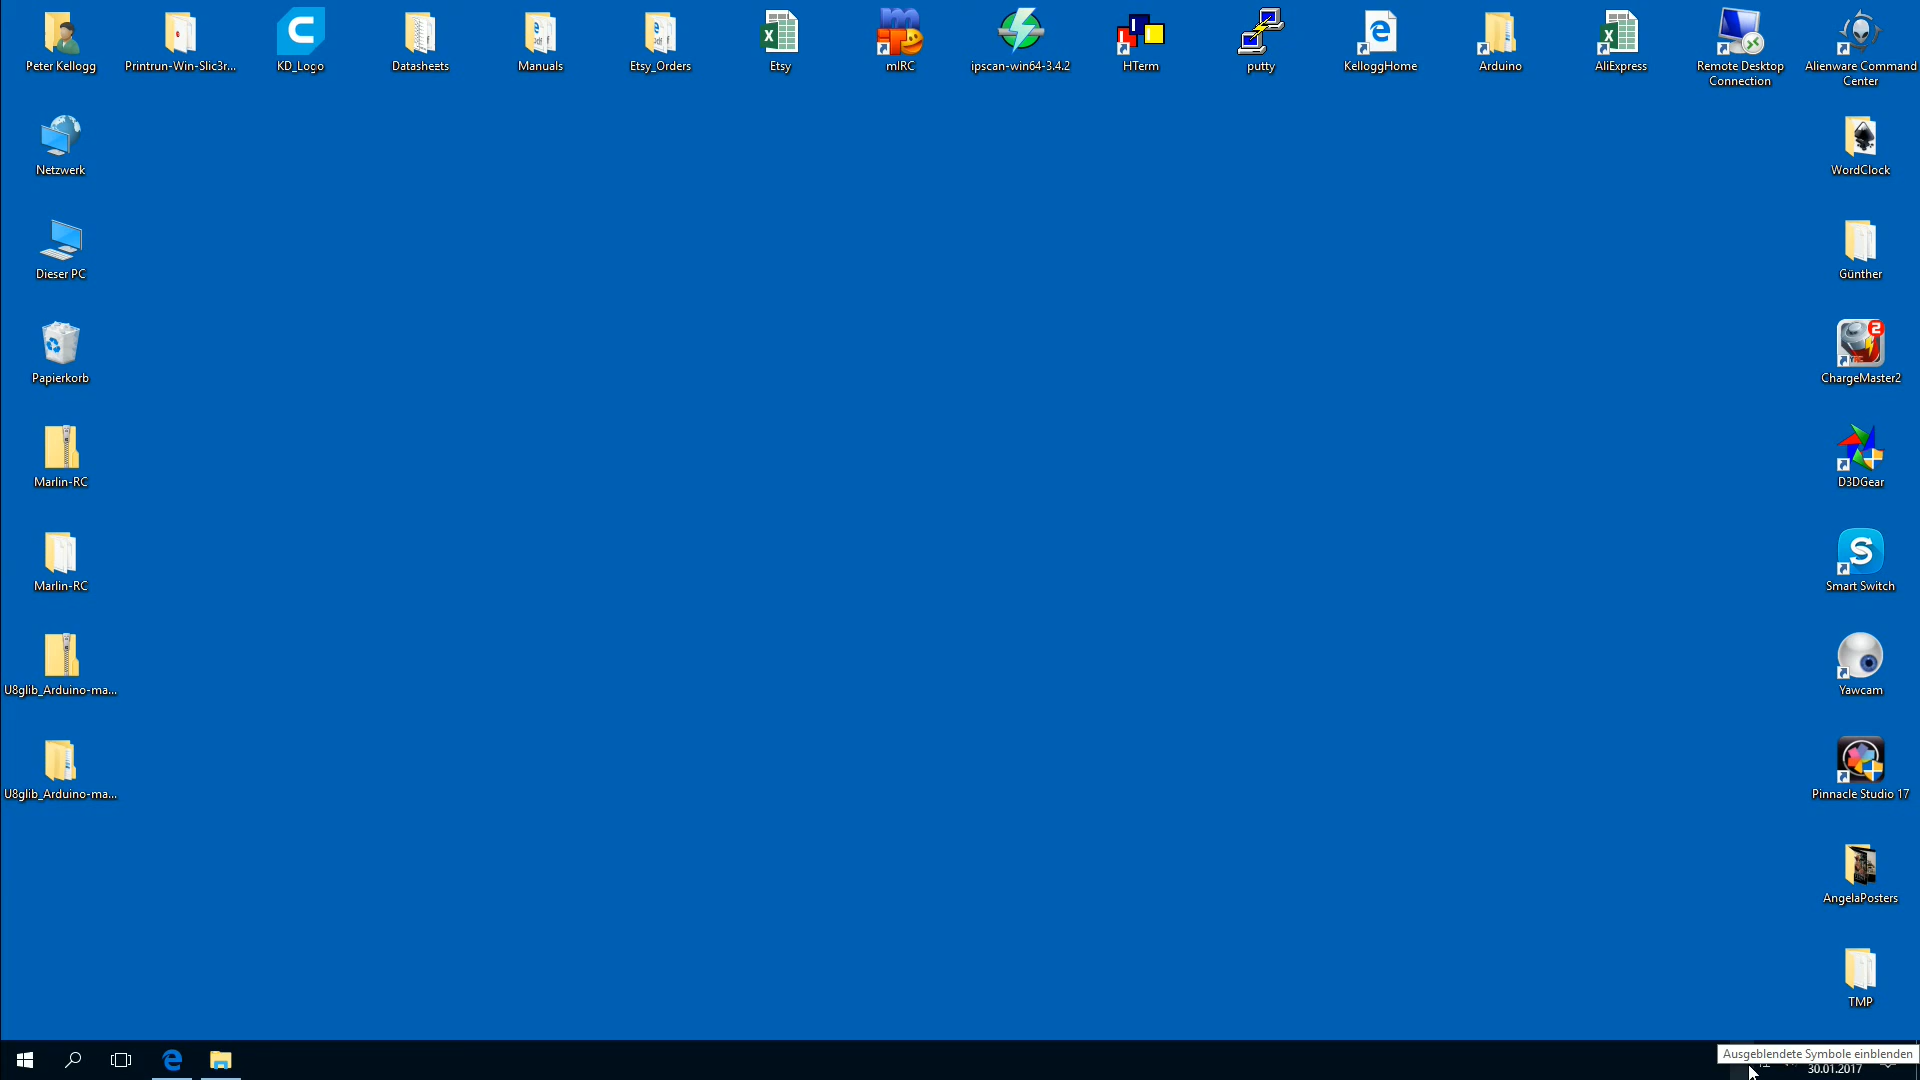 Peter Kellogg
Printrun-Win-Slic3r...
KD_Logo
Datasheets
Manuals
Etsy_Orders
Etsy
mIRC
ipscan-win64-3.4.2
HTerm
putty
KelloggHome
Arduino
AliExpress
Remote Desktop
Connection
Alienware Command
Center
Netzwerk
WordClock
Dieser PC
Günther
Papierkorb
ChargeMaster2
Marlin-RC
D3DGear
Marlin-RC
Smart Switch
U8glib_Arduino-ma...
Yawcam
U8glib_Arduino-ma...
Pinnacle Studio 17
AngelaPosters
TMP
Ausgeblendete Symbole einblenden
30.01.2017